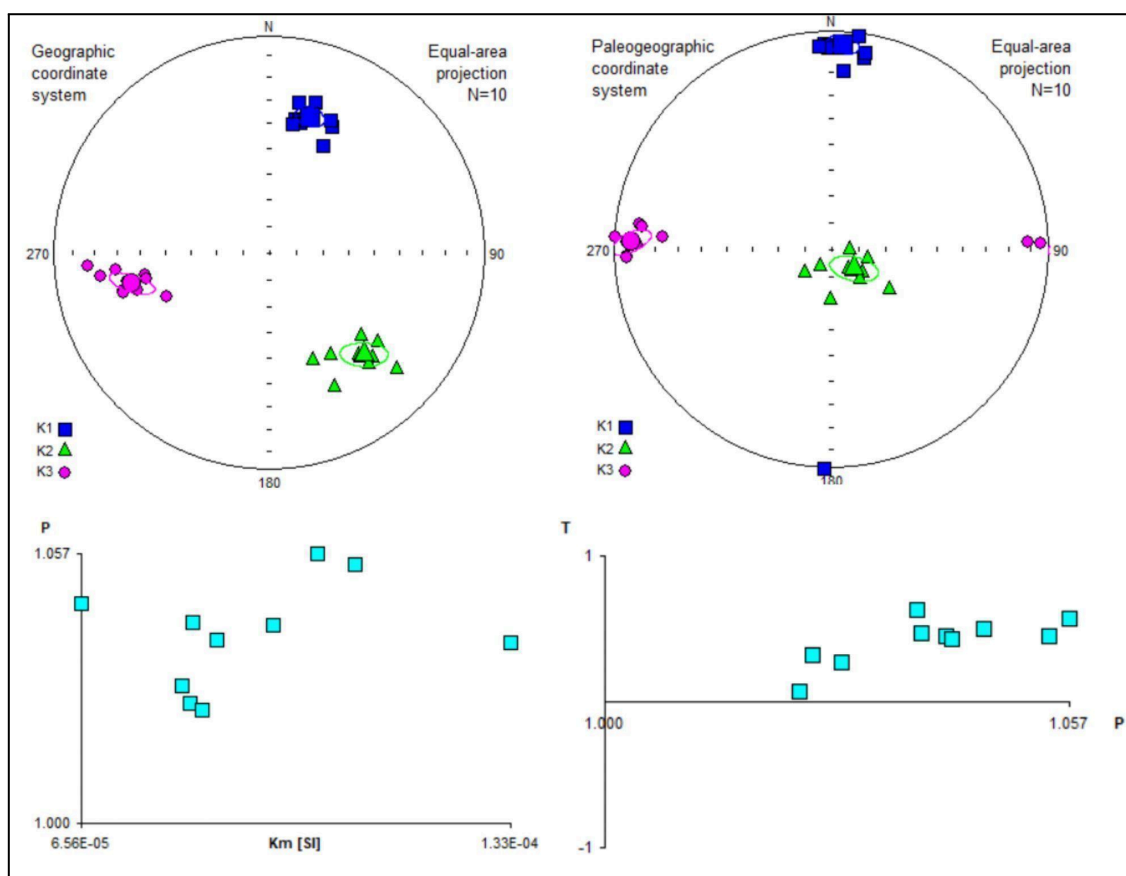 N
Geographic
coordinate
system
Equal-area
projection
N=10
270
90
180
K1
K2
K3
N
Paleogeographic
coordinate
system
Equal-area
projection
N=10
270
90
180
K1
K2
K3
P
1.057
1.000
6.56E-05
Km [SI]
1.33E-04
T
1
1.000
1.057
P
-1